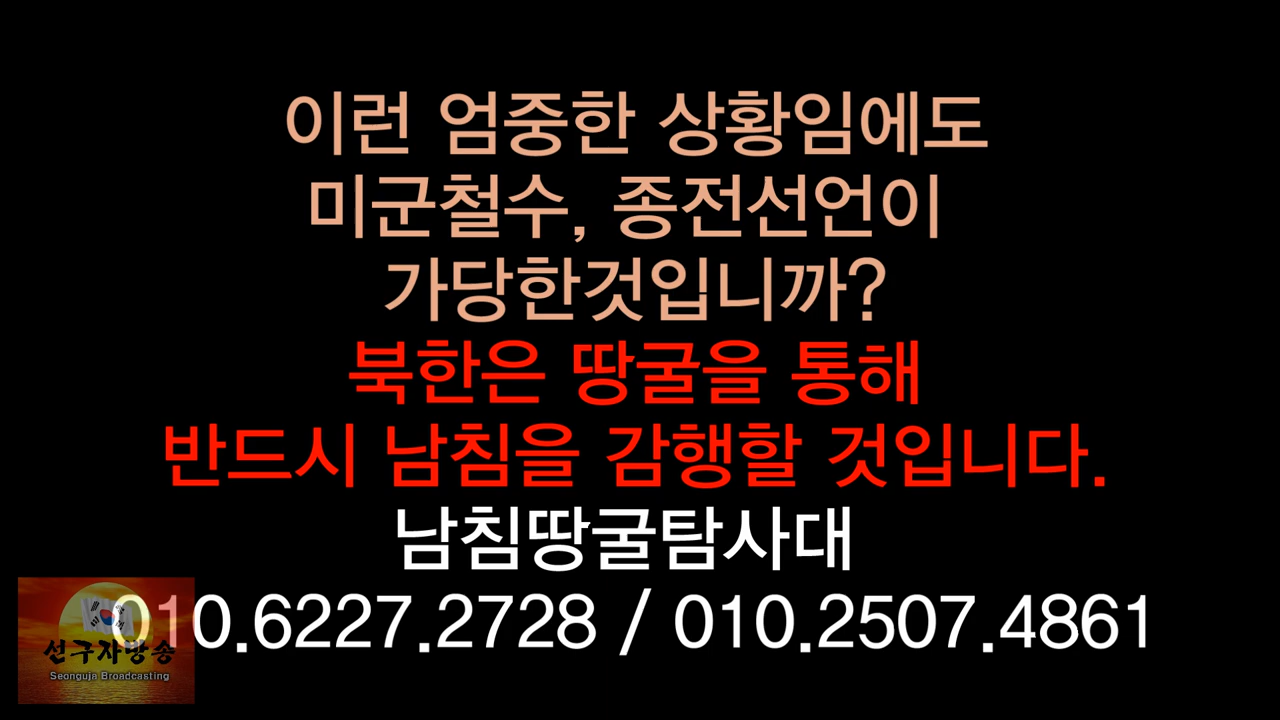 이런 엄중한 상황임에도
미군철수, 종전선언이
가당한것입니까?
북한은 땅굴을 통해
반드시 남침을 감행할 것입니다.
남침땅굴탐사대
010.6227.2728 / 010.2507.4861
선구자방송
Seonguja Broadcasting